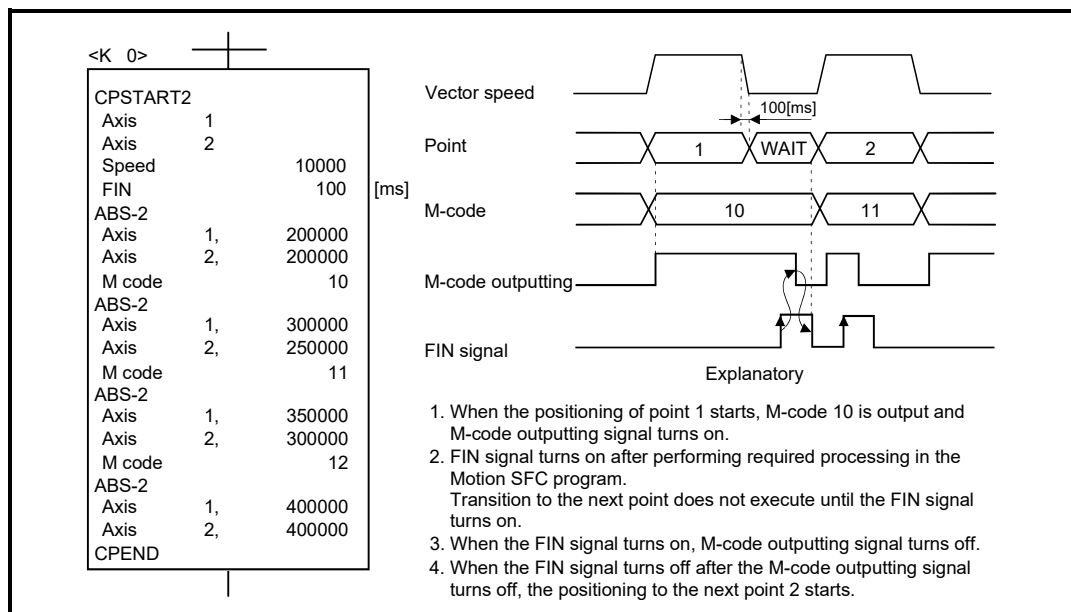 <K 0>
CPSTART2
Axis 1
Axis 2
Speed 10000
FIN 100 [ms]
ABS-2
Axis 1, 200000
Axis 2, 200000
M code 10
ABS-2
Axis 1, 300000
Axis 2, 250000
M code 11
ABS-2
Axis 1, 350000
Axis 2, 300000
M code 12
ABS-2
Axis 1, 400000
Axis 2, 400000
CPEND
Vector speed
100[ms]
Point 1 WAIT 2
M-code 10 11
M-code outputting
FIN signal
Explanatory
1. When the positioning of point 1 starts, M-code 10 is output and
M-code outputting signal turns on.
2. FIN signal turns on after performing required processing in the
Motion SFC program.
Transition to the next point does not execute until the FIN signal
turns on.
3. When the FIN signal turns on, M-code outputting signal turns off.
4. When the FIN signal turns off after the M-code outputting signal
turns off, the positioning to the next point 2 starts.